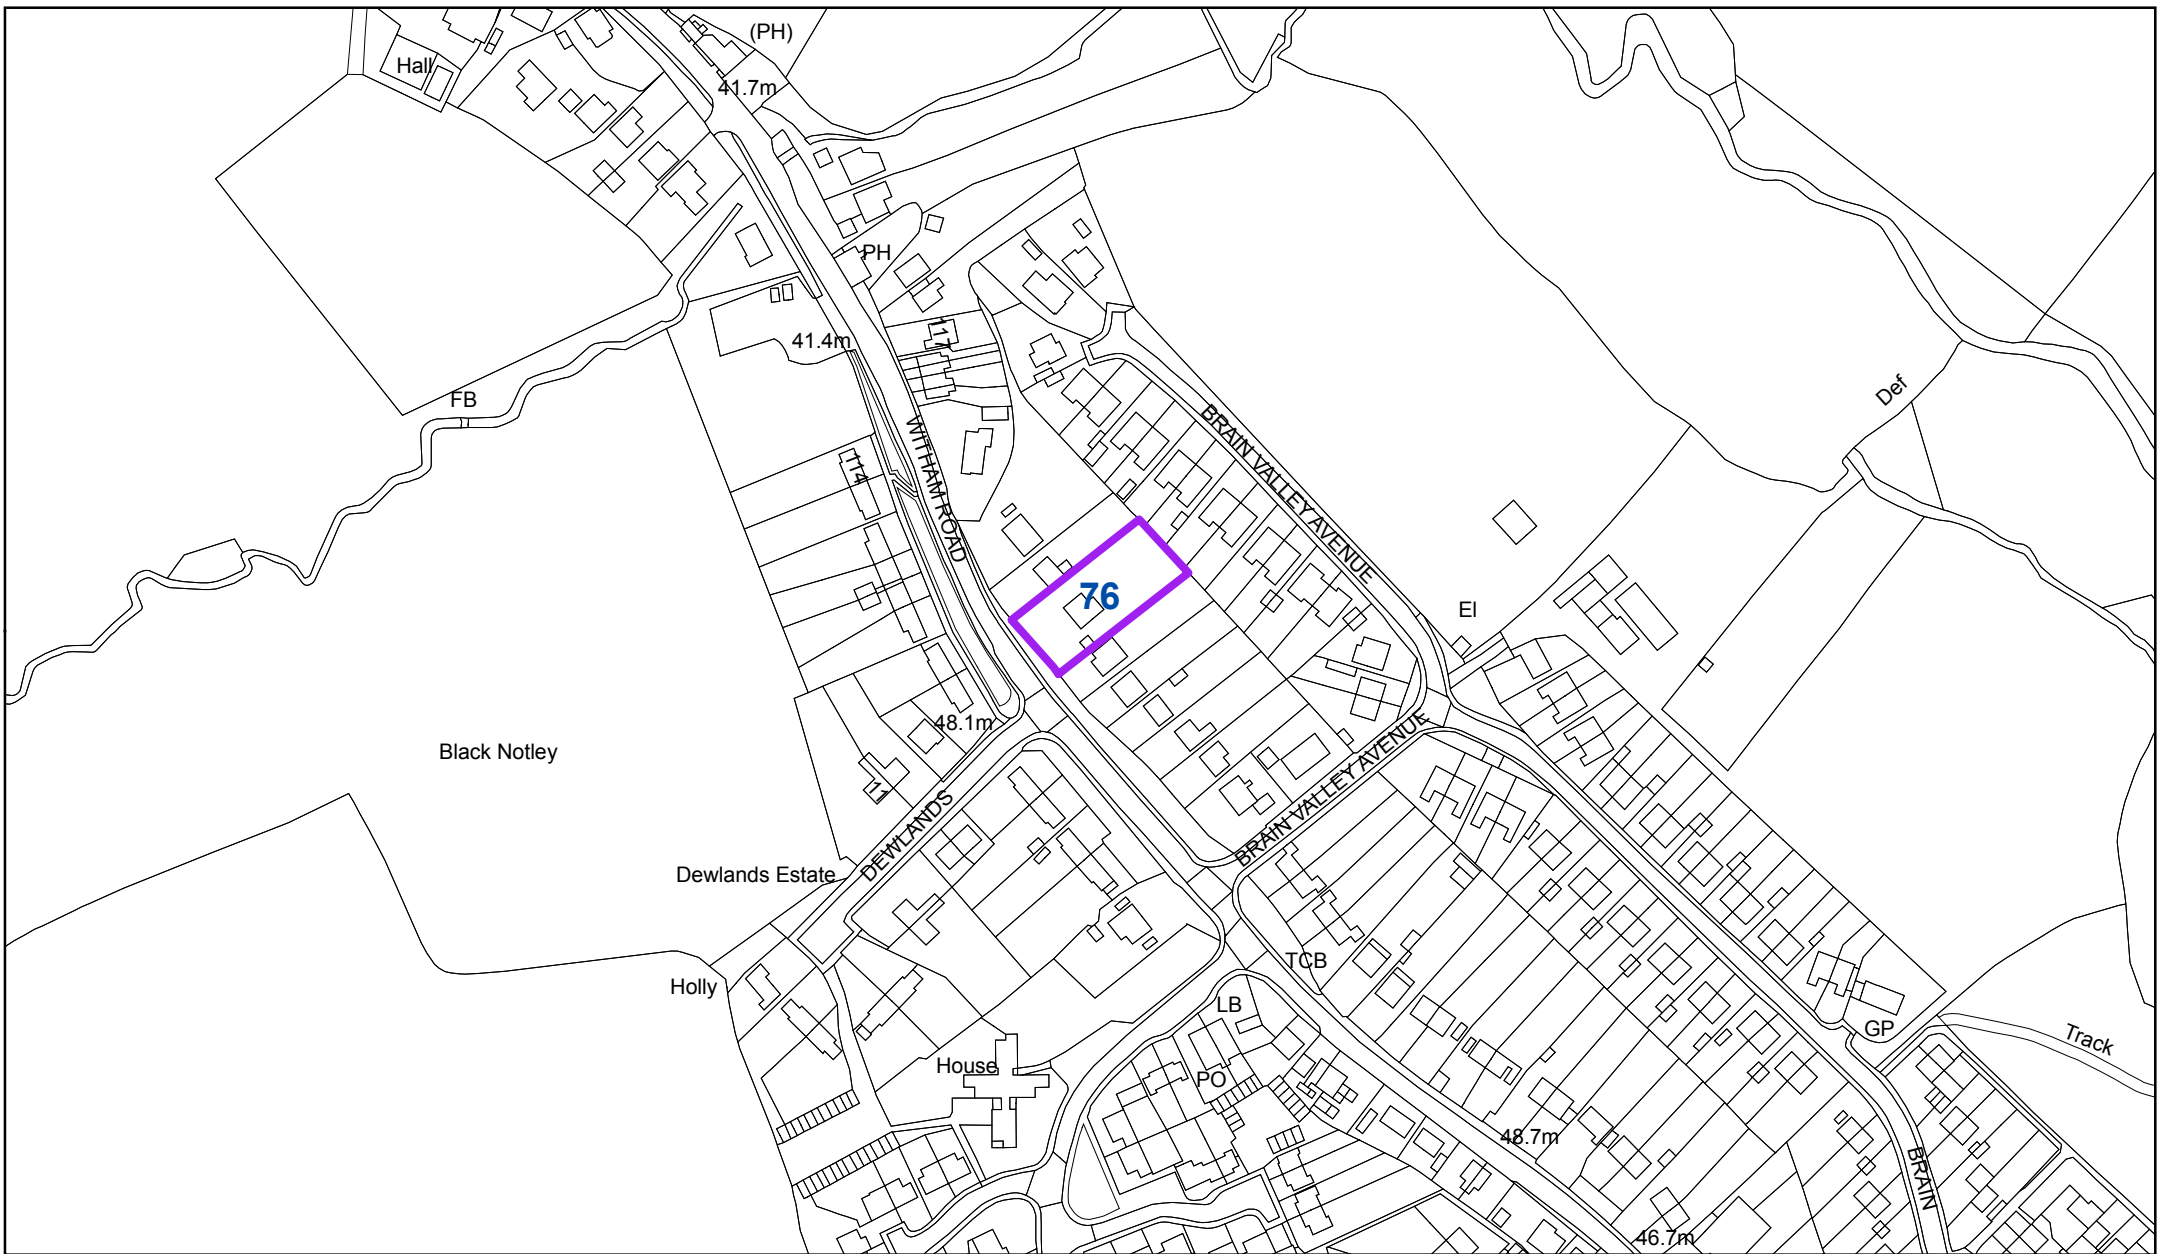 (PH)
Hall
41.7m
PH
117
41.4m
FB
Def
BRAIN VALLEY AVENUE
WITHAM ROAD
114
76
El
48.1m
Black Notley
11
BRAIN VALLEY AVENUE
DEWLANDS
Dewlands Estate
TCB
Holly
LB
GP
Track
House
PO
48.7m
BRAIN
46.7m